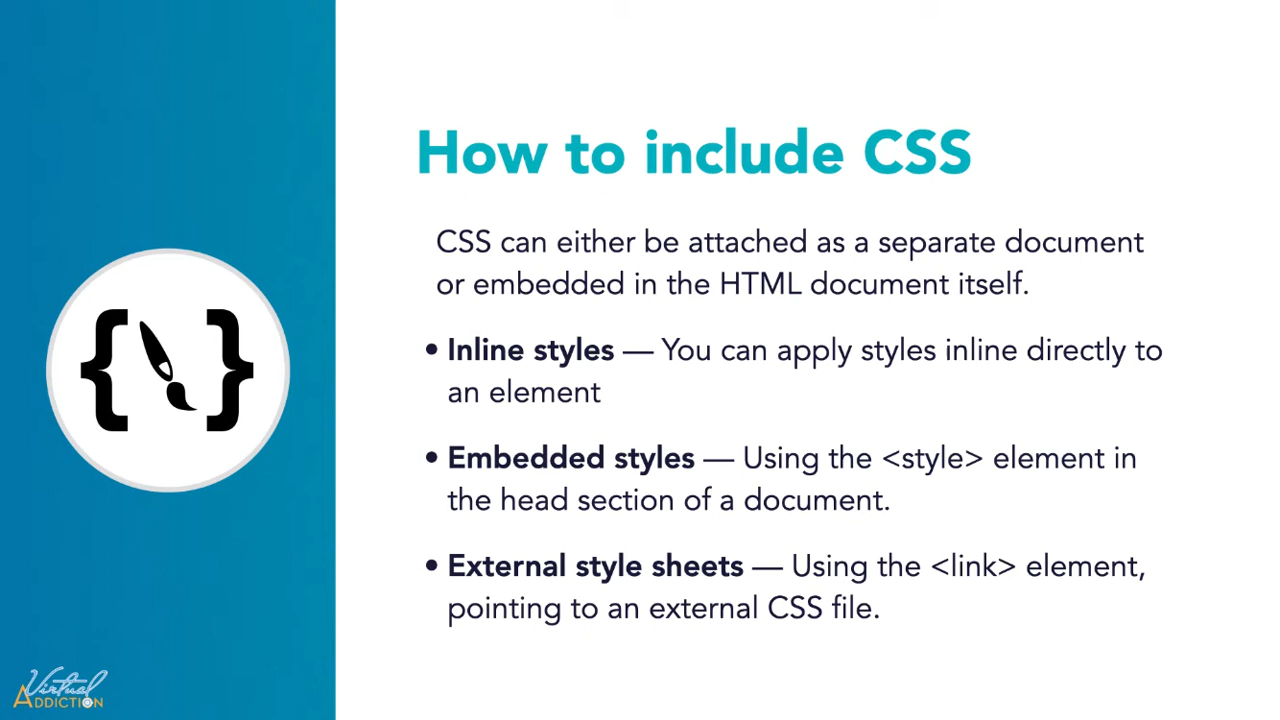 How to include CSS
CSS can either be attached as a separate document
or embedded in the HTML document itself.
• Inline styles — You can apply styles inline directly to
an element
• Embedded styles — Using the <style> element in
the head section of a document.
• External style sheets — Using the <link> element,
pointing to an external CSS file.
Virtual
ADDICTION